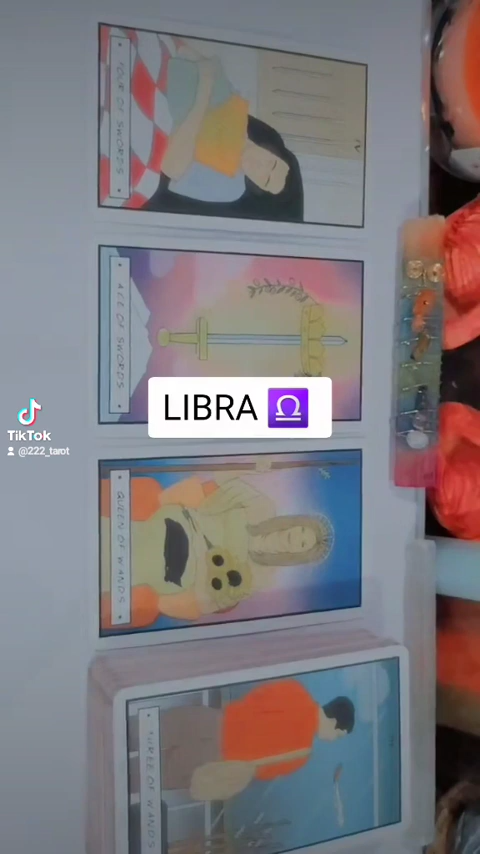 FOUR OF SWORDS
ACE OF SWORDS
LIBRA ♎
TikTok
@222_tarot
QUEEN OF WANDS
THREE OF WANDS